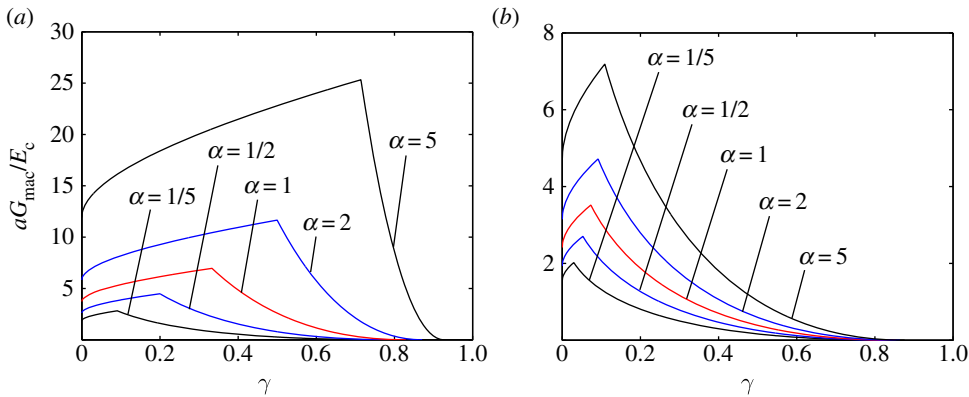 (a)
30
25
20
15
10
5
0
0.2
0.4
0.6
0.8
1.0
aG_mac/E_c
γ
α = 1/5
α = 1/2
α = 1
α = 2
α = 5
(b)
8
6
4
2
0
0.2
0.4
0.6
0.8
1.0
γ
α = 1/5
α = 1/2
α = 1
α = 2
α = 5